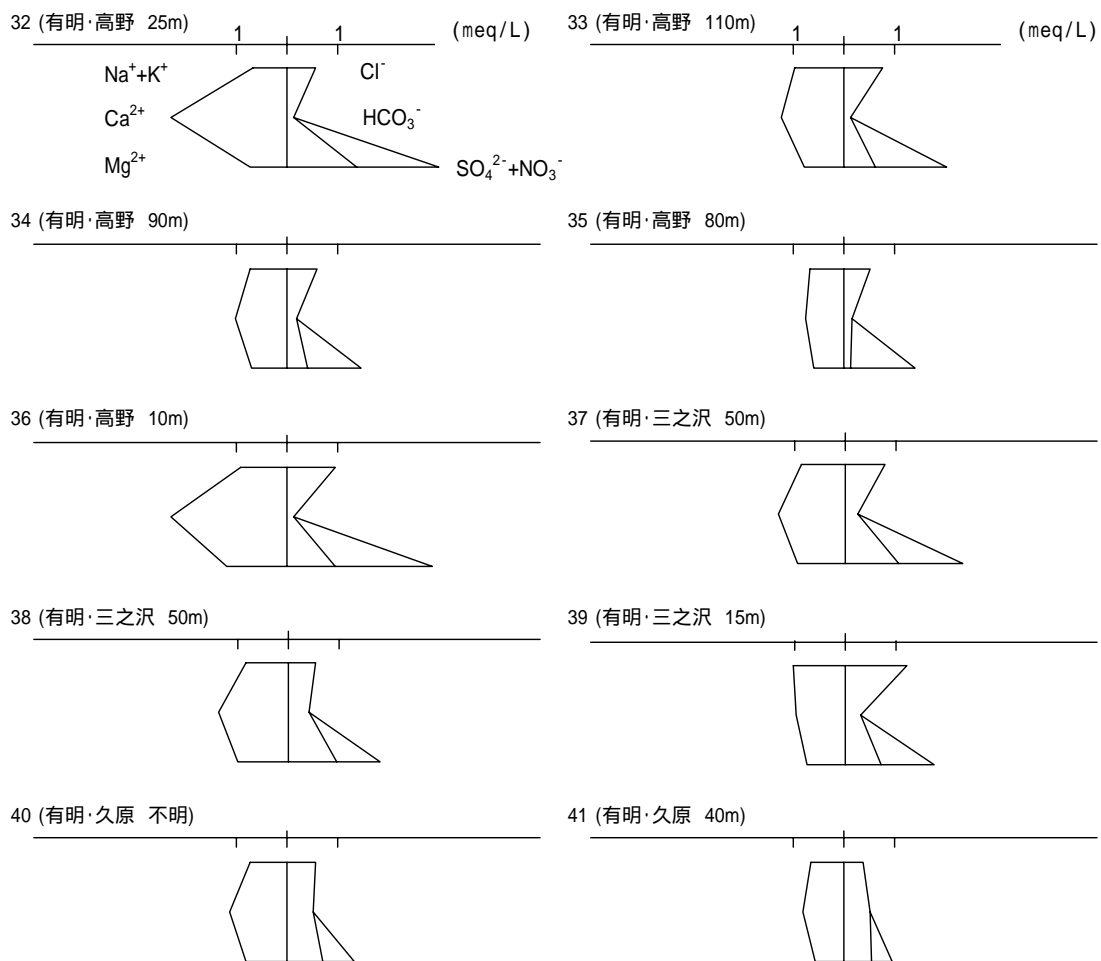 32 (有明·高野 25m)
1 1 (meq/L)
Na⁺+K⁺ Cl⁻
Ca²⁺ HCO₃⁻
Mg²⁺ SO₄²⁻+NO₃⁻
33 (有明·高野 110m)
1 1 (meq/L)
34 (有明·高野 90m)
35 (有明·高野 80m)
36 (有明·高野 10m)
37 (有明·三之沢 50m)
38 (有明·三之沢 50m)
39 (有明·三之沢 15m)
40 (有明·久原 不明)
41 (有明·久原 40m)